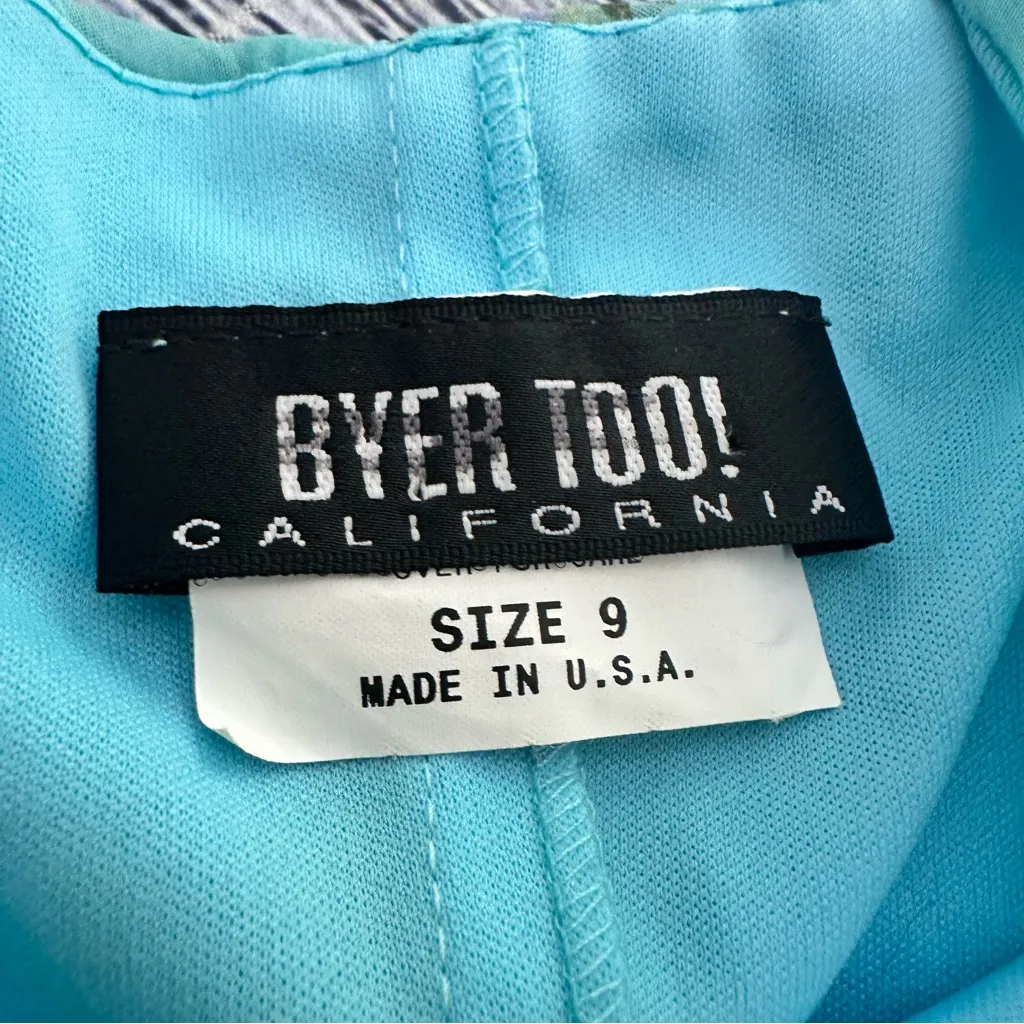 BYER TOO!
CALIFORNIA
SIZE 9
MADE IN U.S.A.